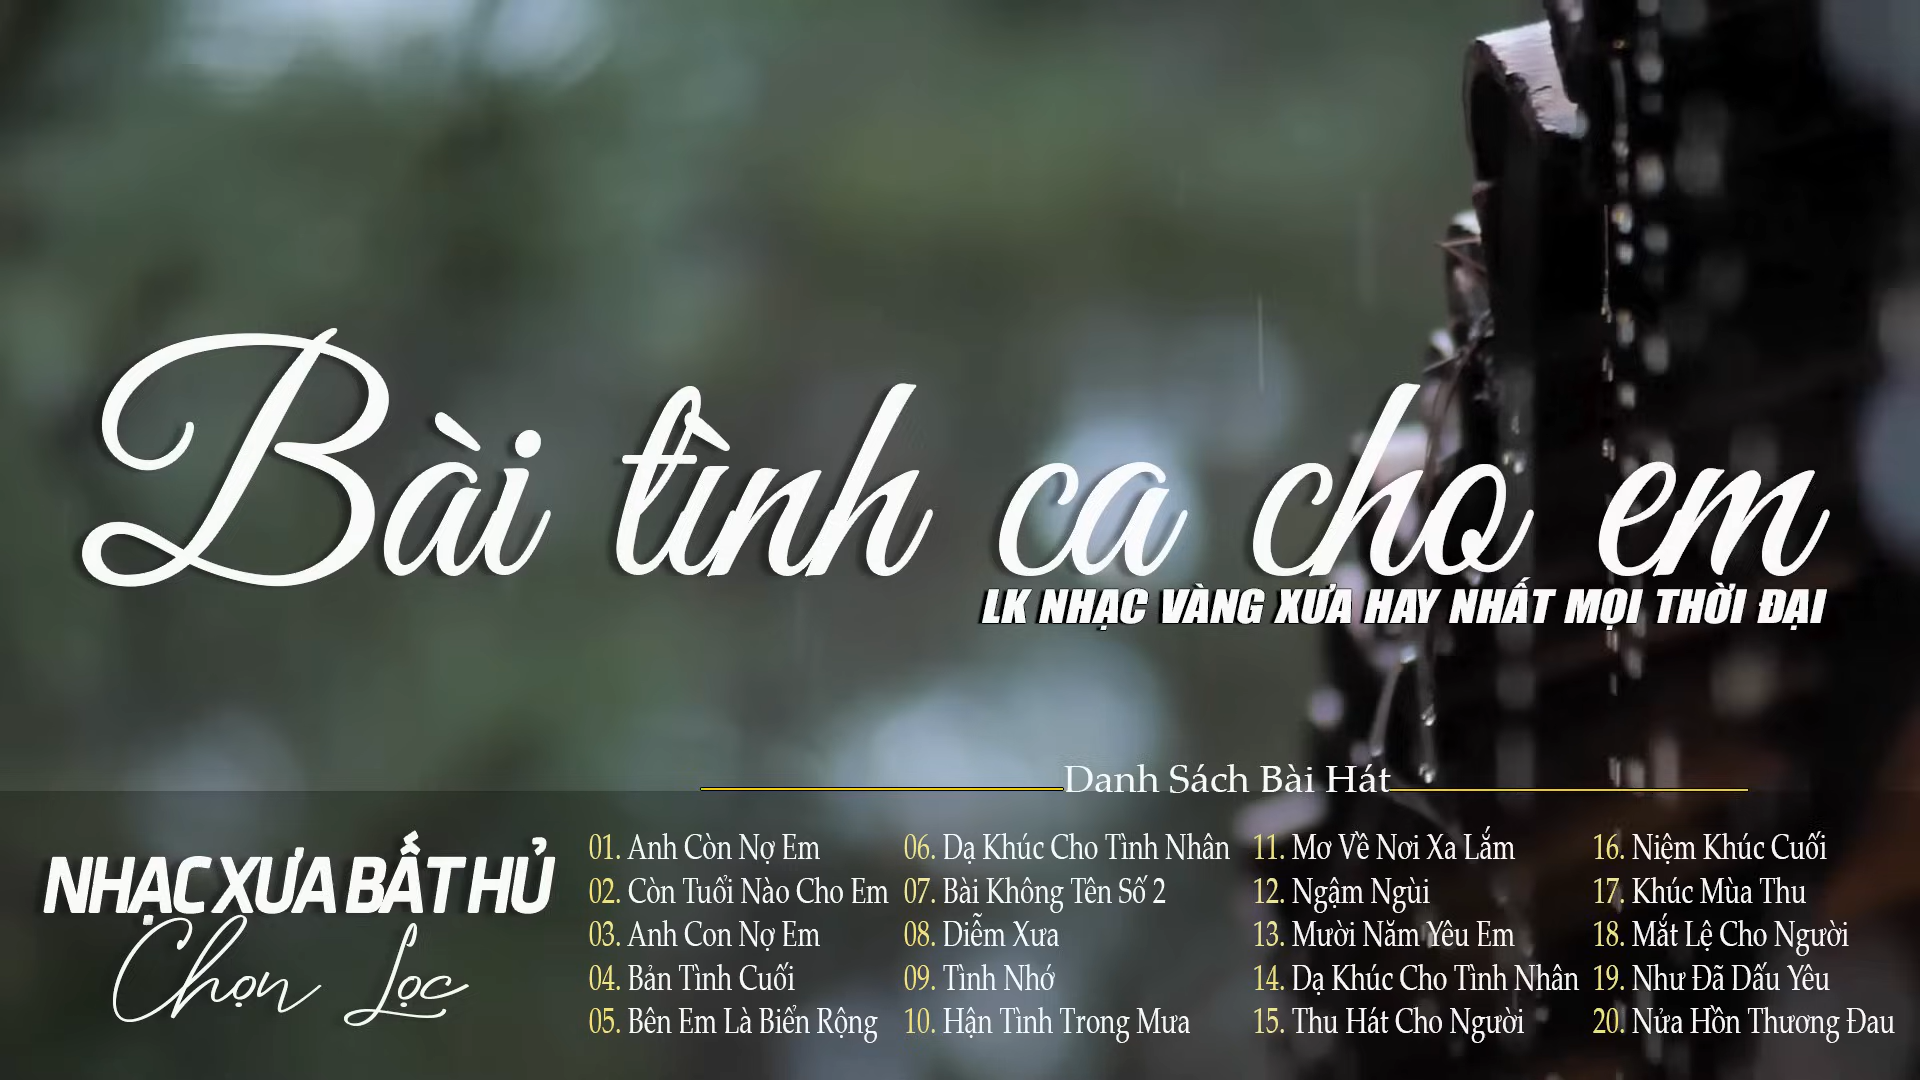 Bài tình ca cho em
LK NHẠC VÀNG XƯA HAY NHẤT MỌI THỜI ĐẠI
Danh Sách Bài Hát
NHẠC XƯA BẤT HỦ
Chọn Lọc
01. Anh Còn Nợ Em
02. Còn Tuổi Nào Cho Em
03. Anh Con Nợ Em
04. Bản Tình Cuối
05. Bên Em Là Biển Rộng
06. Dạ Khúc Cho Tình Nhân
07. Bài Không Tên Số 2
08. Diễm Xưa
09. Tình Nhớ
10. Hận Tình Trong Mưa
11. Mơ Về Nơi Xa Lắm
12. Ngậm Ngùi
13. Mười Năm Yêu Em
14. Dạ Khúc Cho Tình Nhân
15. Thu Hát Cho Người
16. Niệm Khúc Cuối
17. Khúc Mùa Thu
18. Mắt Lệ Cho Người
19. Như Đã Dấu Yêu
20. Nửa Hồn Thương Đau